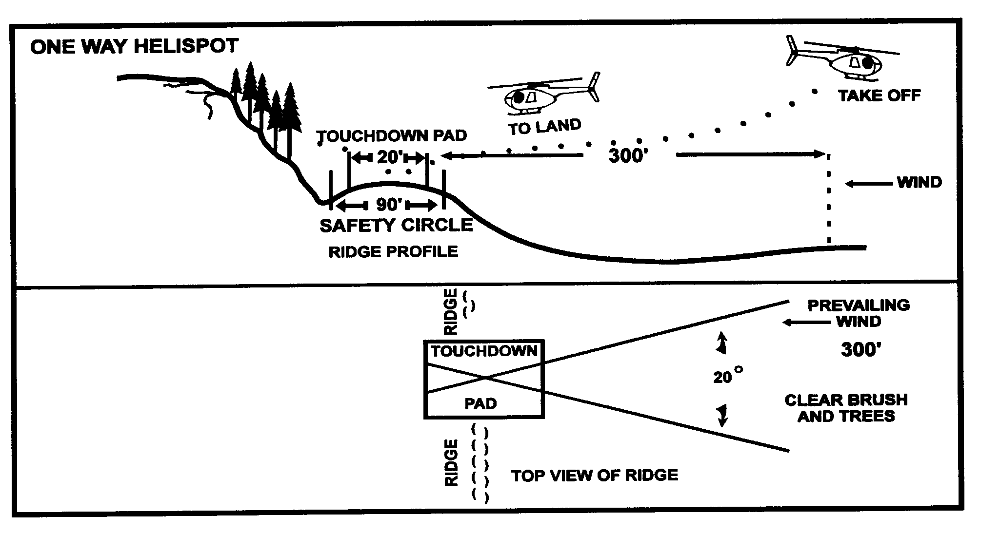 ONE WAY HELISPOT
TAKE OFF
TO LAND
TOUCHDOWN PAD
20'
300'
WIND
90'
SAFETY CIRCLE
RIDGE PROFILE
RIDGE
PREVAILING
WIND
300'
TOUCHDOWN
20°
PAD
CLEAR BRUSH
AND TREES
RIDGE
TOP VIEW OF RIDGE